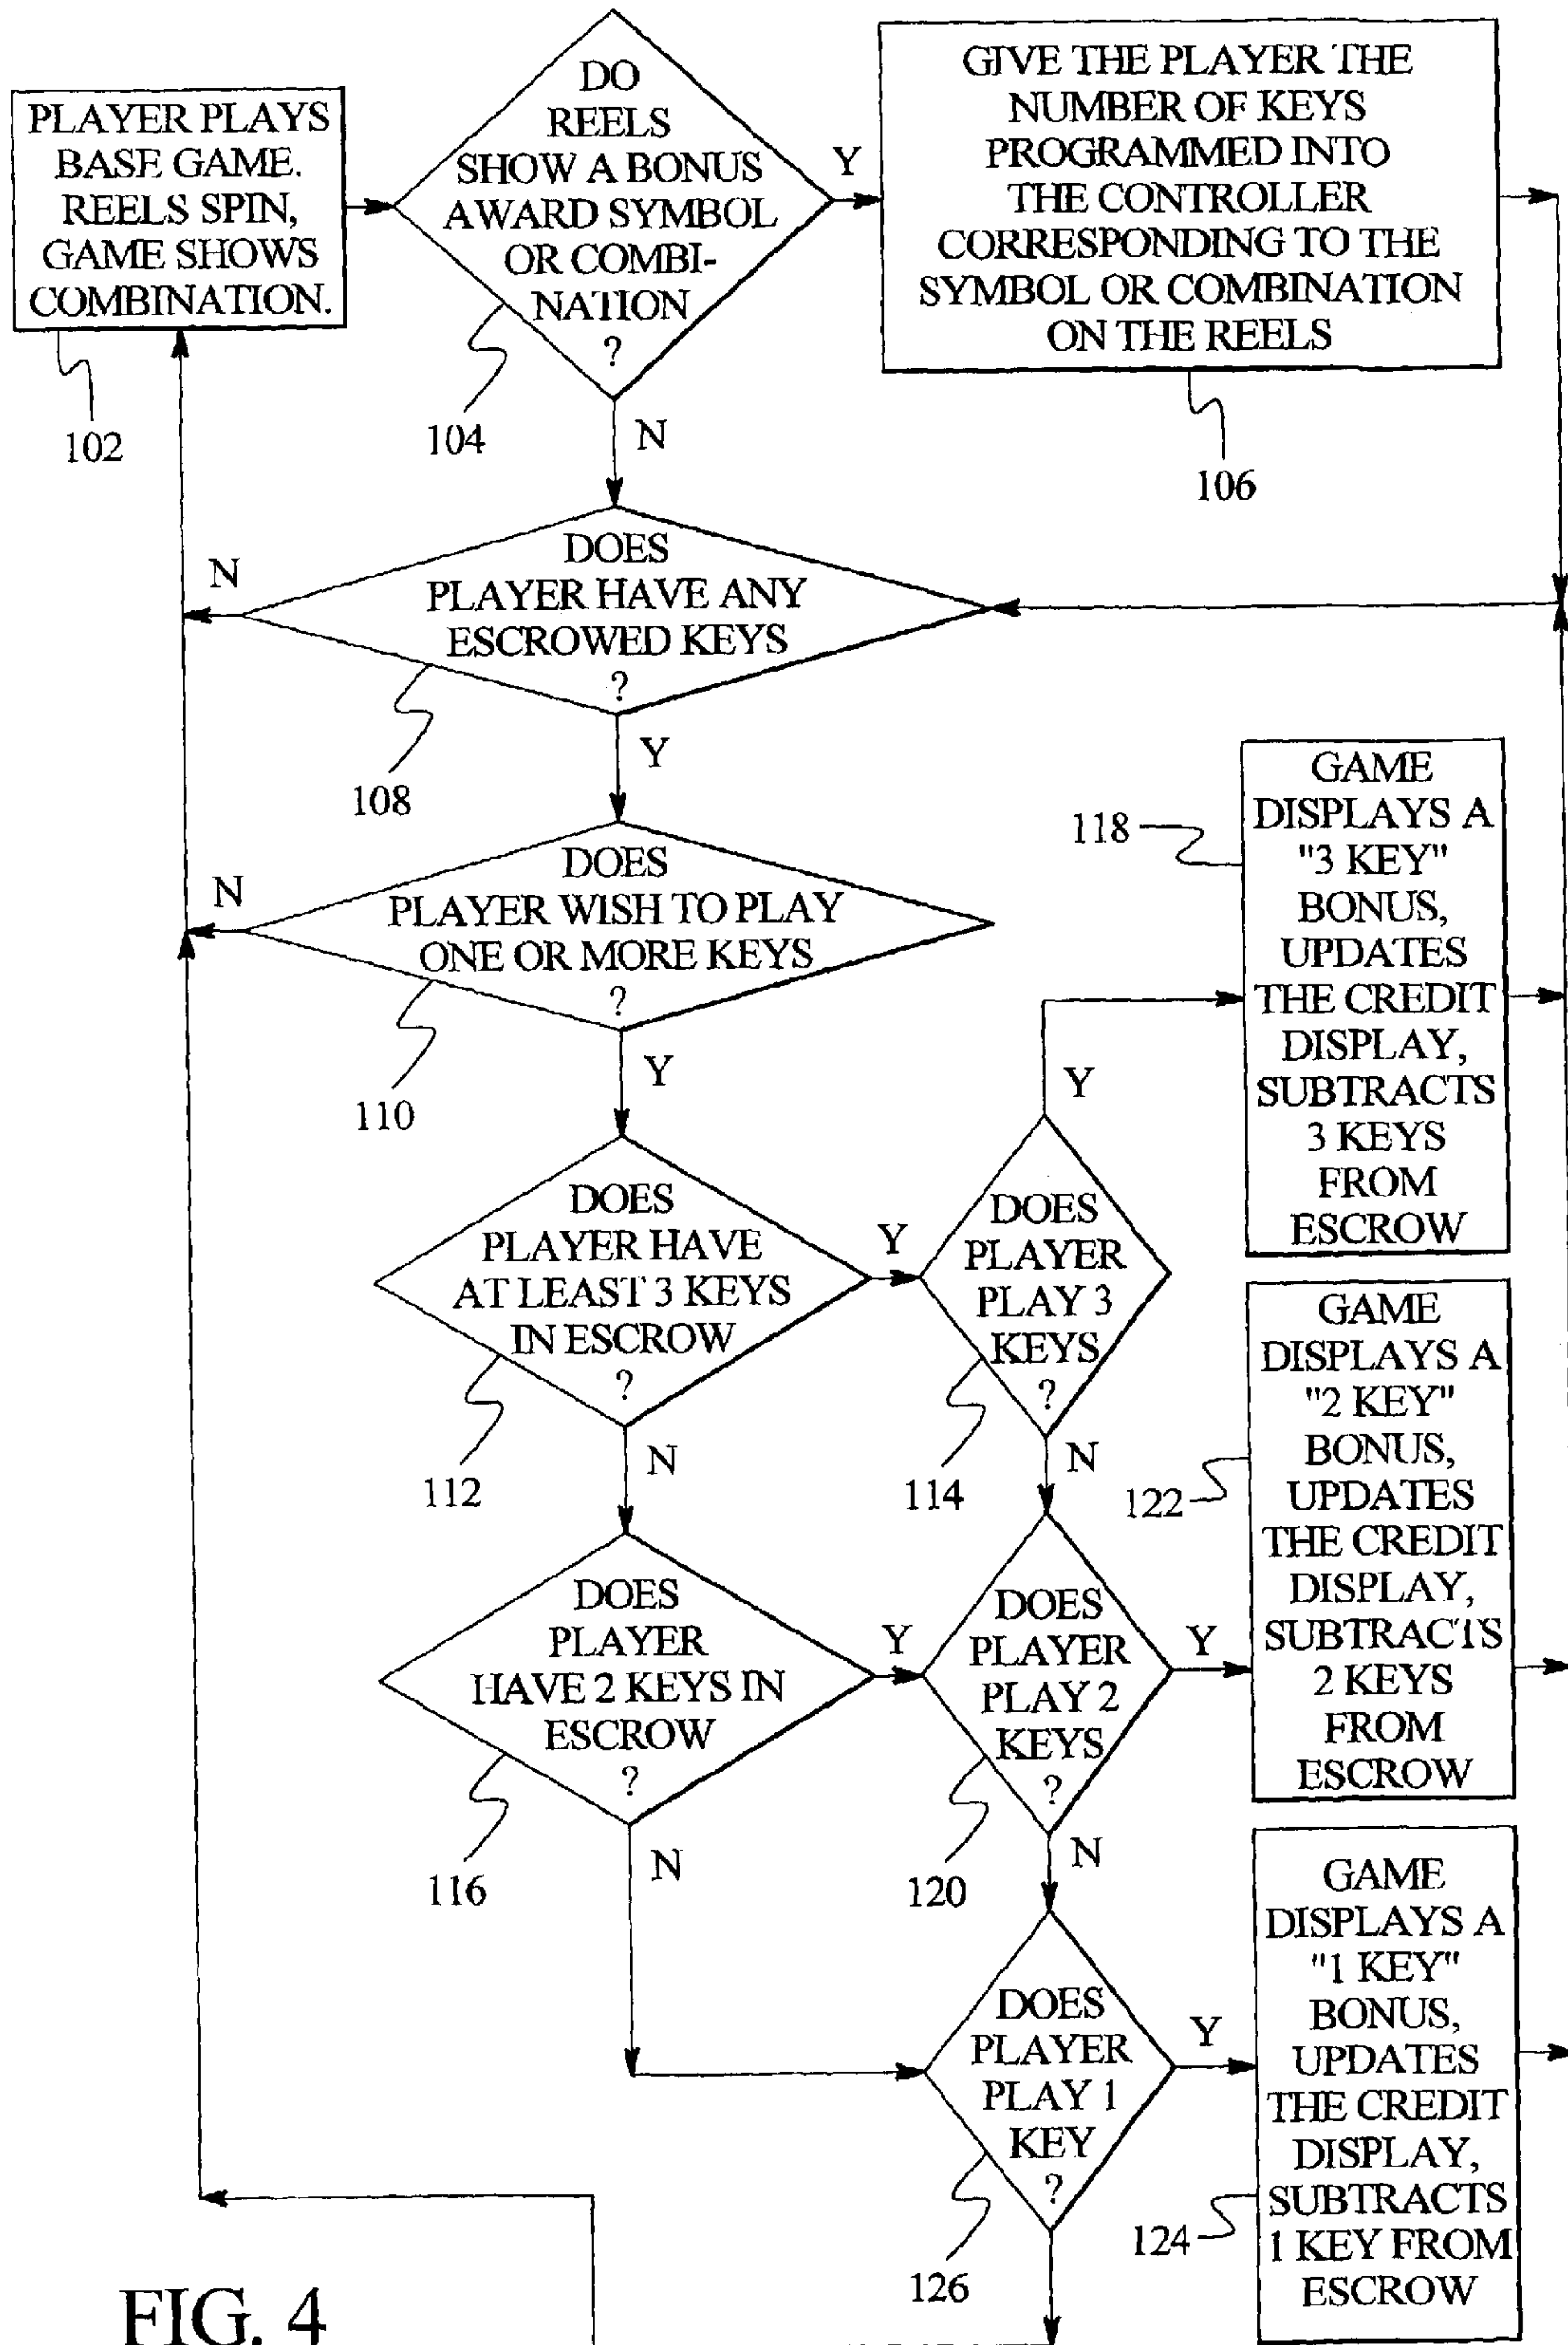 PLAYER PLAYS
BASE GAME.
REELS SPIN,
GAME SHOWS
COMBINATION.
102
DO
REELS
SHOW A BONUS
AWARD SYMBOL
OR COMBI-
NATION
?
104
Y
N
GIVE THE PLAYER THE
NUMBER OF KEYS
PROGRAMMED INTO
THE CONTROLLER
CORRESPONDING TO THE
SYMBOL OR COMBINATION
ON THE REELS
106
DOES
PLAYER HAVE ANY
ESCROWED KEYS
?
N
108
Y
DOES
PLAYER WISH TO PLAY
ONE OR MORE KEYS
?
N
110
Y
DOES
PLAYER HAVE
AT LEAST 3 KEYS
IN ESCROW
?
Y
112
N
DOES
PLAYER
PLAY 3
KEYS
?
Y
114
N
118
GAME
DISPLAYS A
"3 KEY"
BONUS,
UPDATES
THE CREDIT
DISPLAY,
SUBTRACTS
3 KEYS
FROM
ESCROW
DOES
PLAYER
HAVE 2 KEYS IN
ESCROW
?
Y
116
N
DOES
PLAYER
PLAY 2
KEYS
?
Y
120
N
122
GAME
DISPLAYS A
"2 KEY"
BONUS,
UPDATES
THE CREDIT
DISPLAY,
SUBTRACTS
2 KEYS
FROM
ESCROW
DOES
PLAYER
PLAY 1
KEY
?
Y
126
124
GAME
DISPLAYS A
"1 KEY"
BONUS,
UPDATES
THE CREDIT
DISPLAY,
SUBTRACTS
1 KEY FROM
ESCROW
FIG. 4